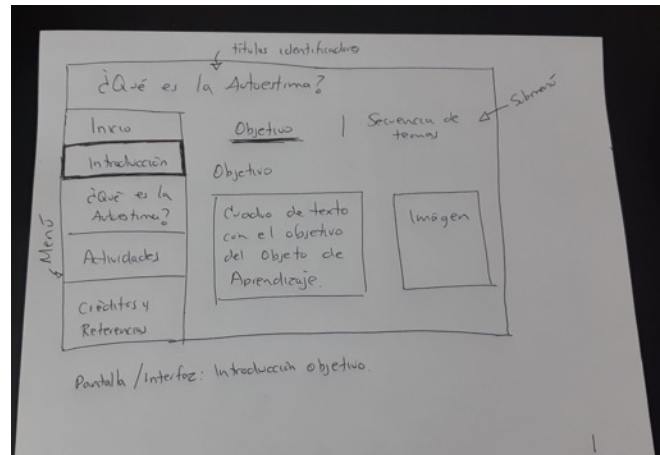 títulos identificadores
¿Qué es la Autoestima?
Submenú
Menú
Inicio
Introducción
¿Qué es la
Autoestima?
Actividades
Créditos y
Referencias
Objetivo | Secuencia de
temas
Objetivo
Cuadro de texto
con el objetivo
del Objeto de
Aprendizaje.
Imágen
Pantalla / Interfaz: Introducción objetivo.